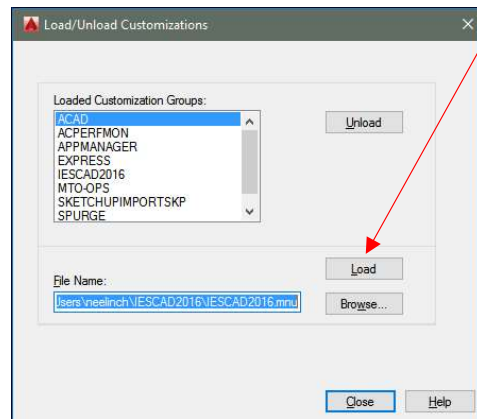 Load/Unload Customizations
Loaded Customization Groups:
ACAD
ACPERFMON
APPMANAGER
EXPRESS
IESCAD2016
MTO-OPS
SKETCHUPIMPORTSKP
SPURGE
Unload
Load
File Name:
Jsers\neelinch\IESCAD2016\IESCAD2016.mnu
Browse...
Close
Help